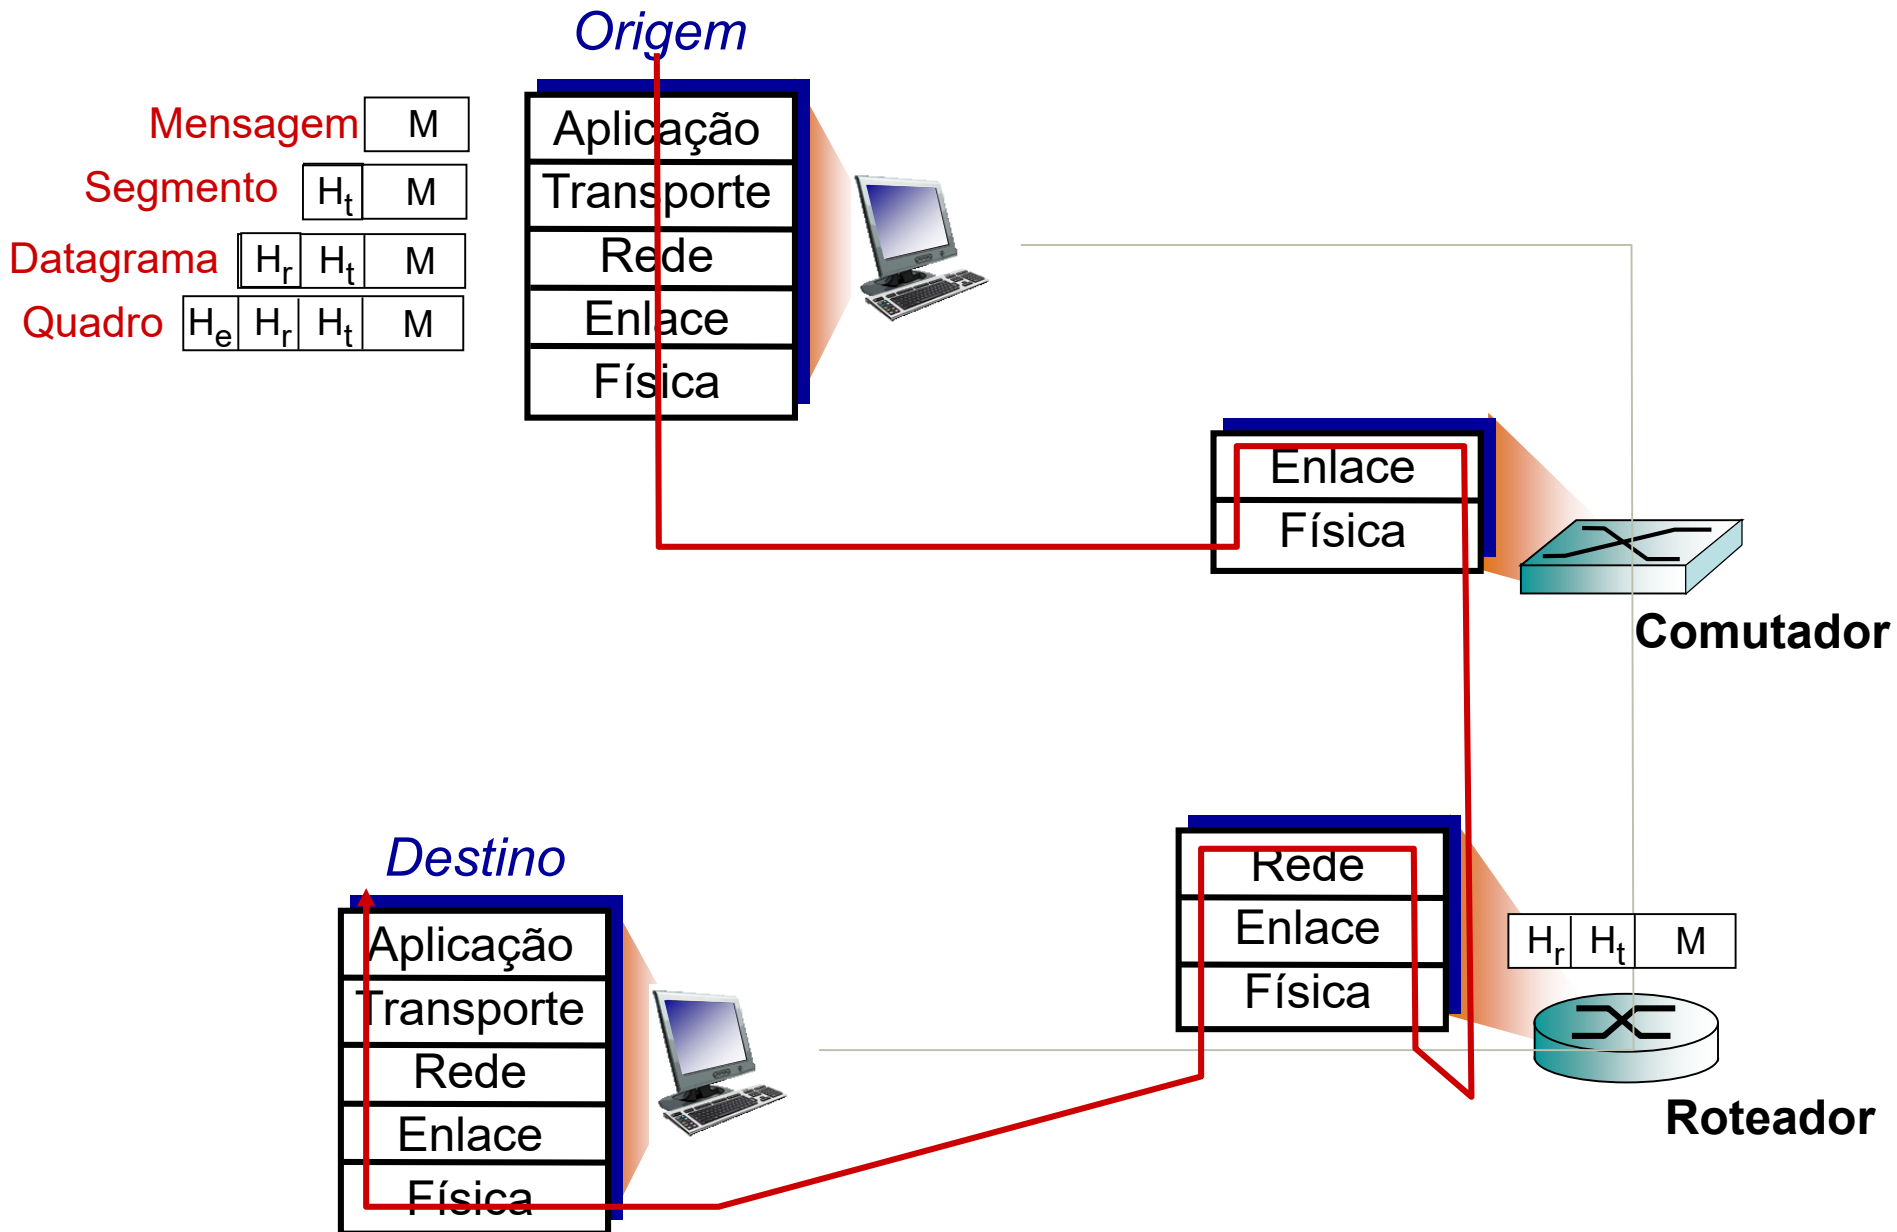 Origem
Mensagem M
Segmento Ht M
Datagrama Hr Ht M
Quadro He Hr Ht M
Aplicação
Transporte
Rede
Enlace
Física
Enlace
Física
Comutador
Rede
Enlace
Física
Hr Ht M
Roteador
Destino
Aplicação
Transporte
Rede
Enlace
Física